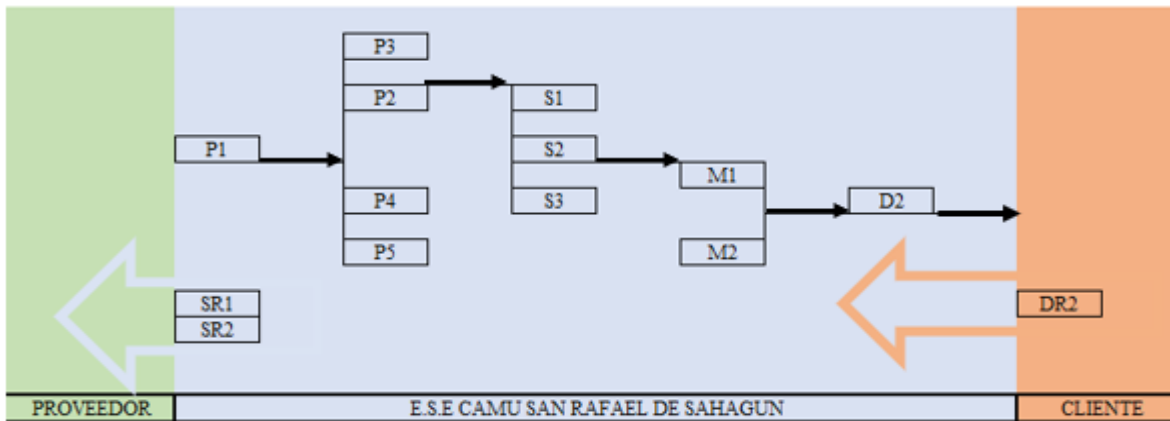 P3
P2
S1
P1
S2
M1
P4
S3
D2
P5
M2
SR1
DR2
SR2
PROVEEDOR
E.S.E CAMU SAN RAFAEL DE SAHAGUN
CLIENTE